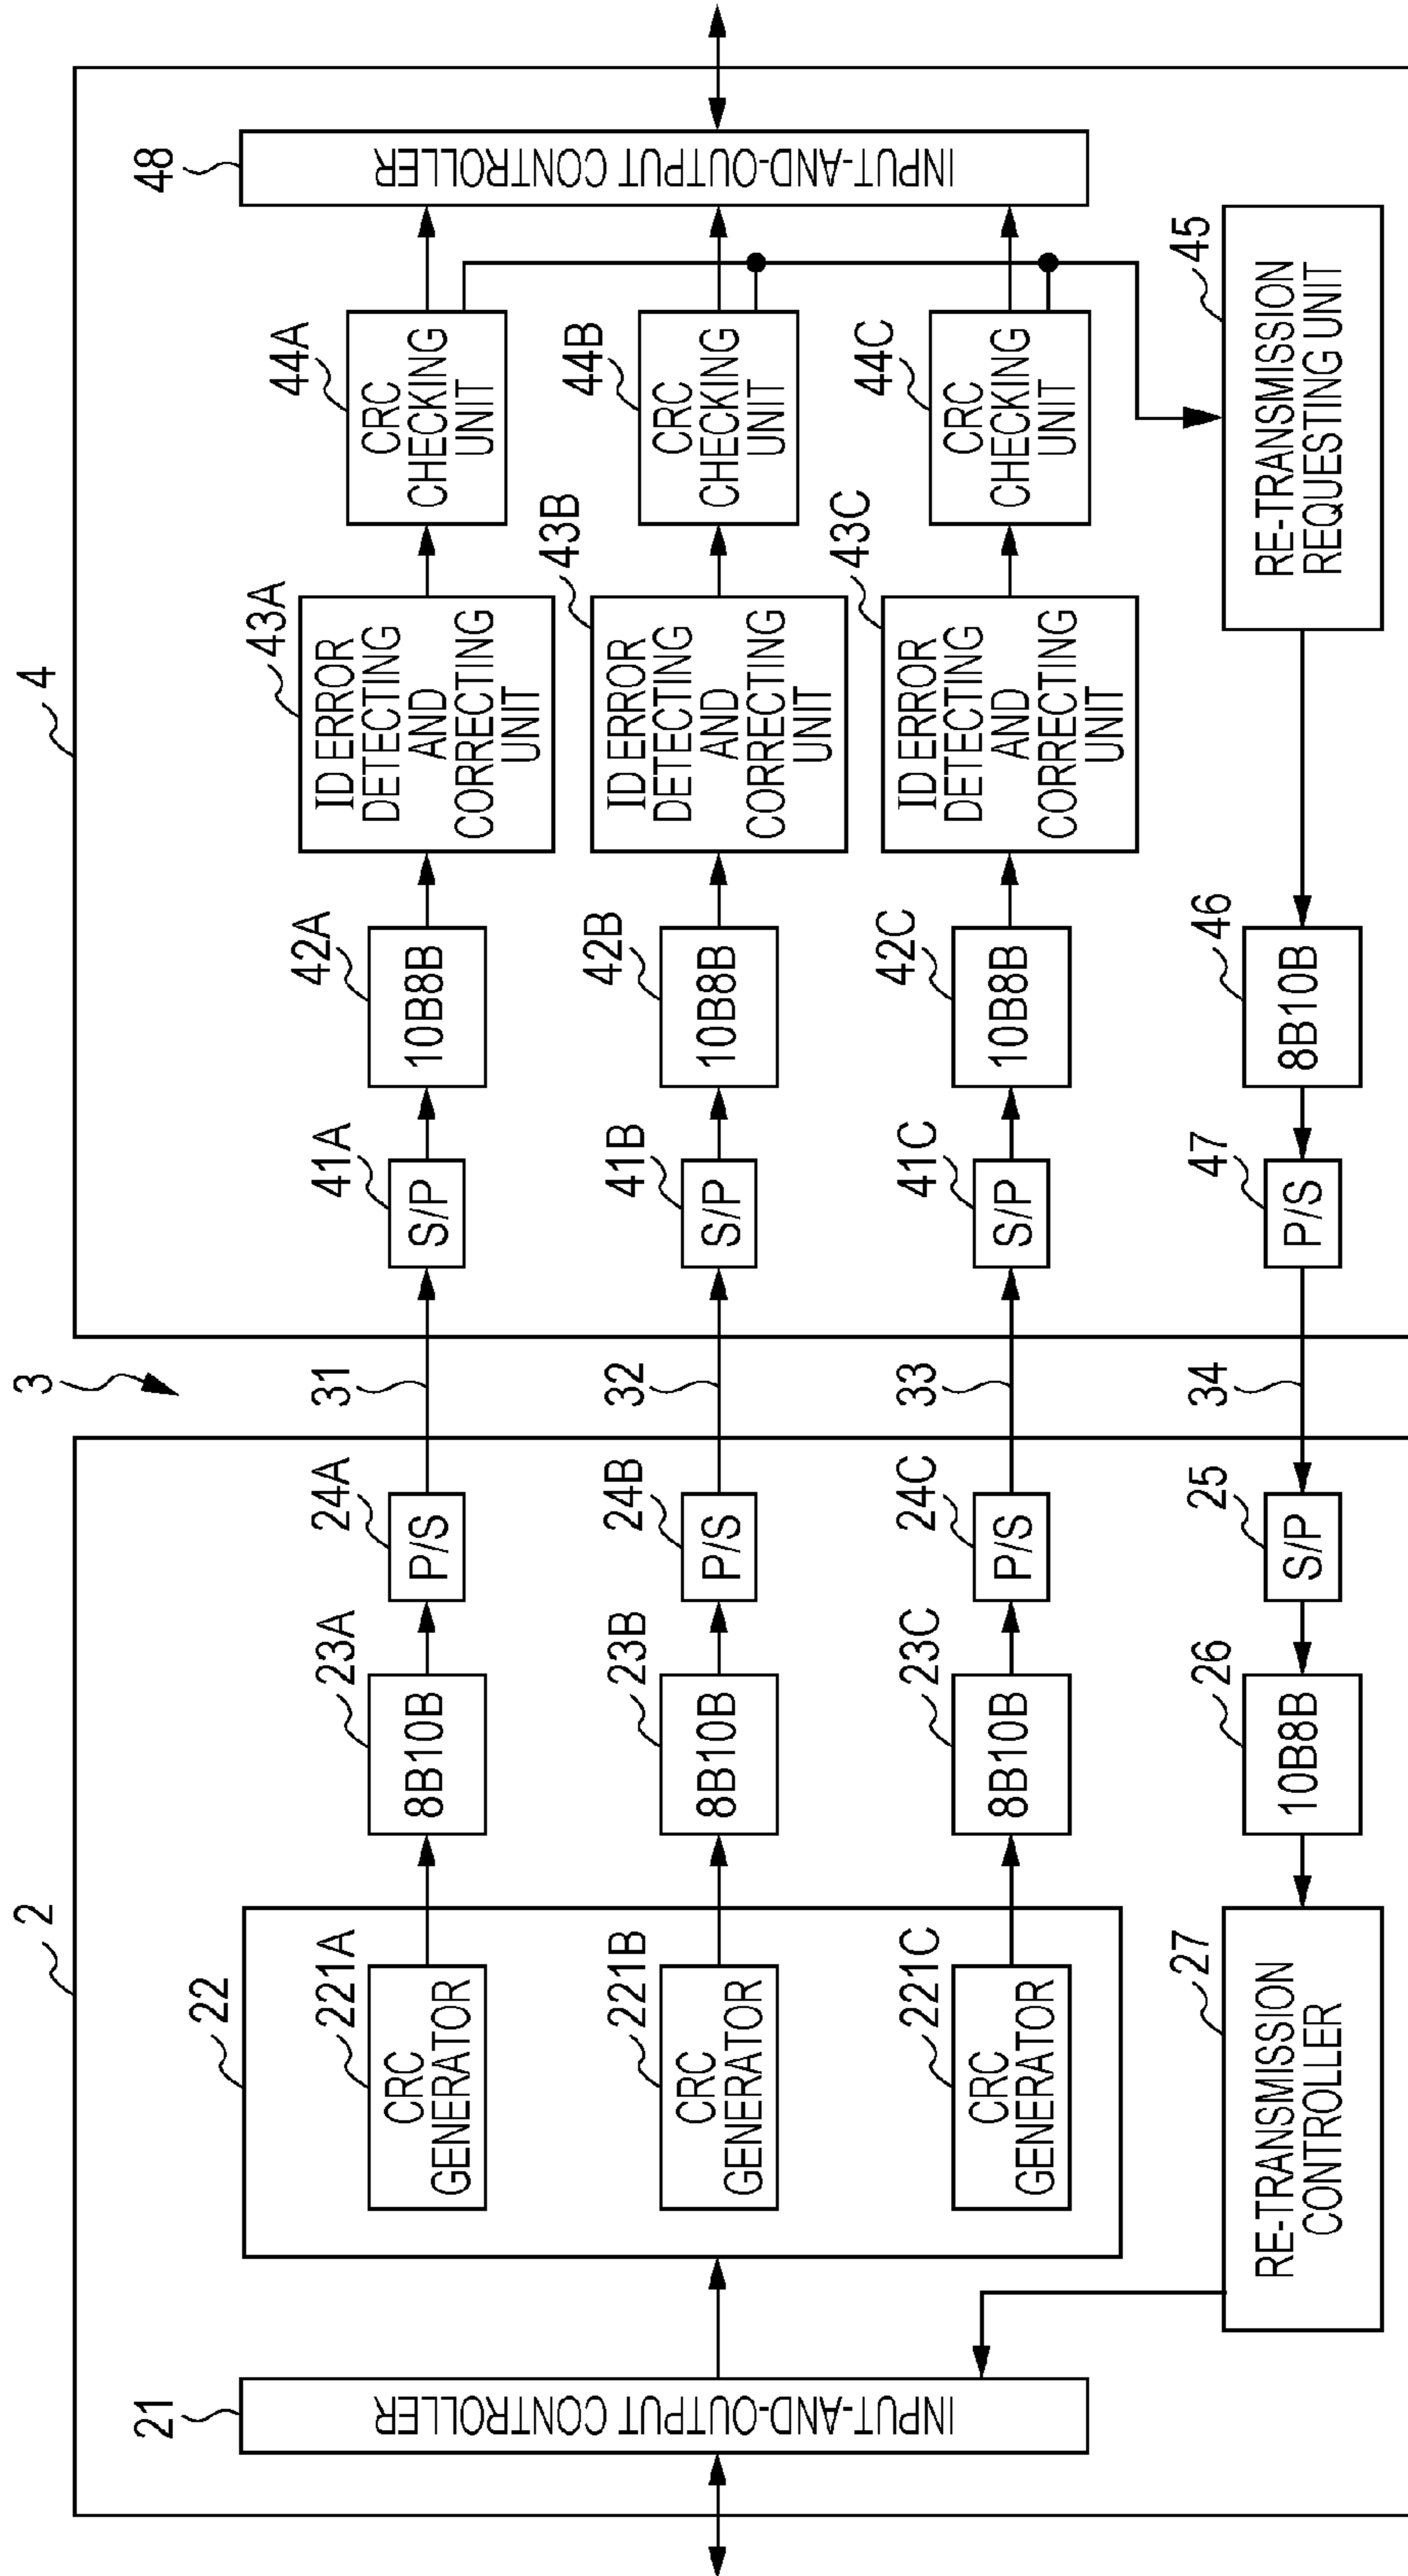 2
3
4
21
INPUT-AND-OUTPUT CONTROLLER
22
221A
CRC
GENERATOR
23A
8B10B
24A
P/S
31
41A
S/P
42A
10B8B
43A
ID ERROR
DETECTING
AND
CORRECTING
UNIT
44A
CRC
CHECKING
UNIT
48
INPUT-AND-OUTPUT CONTROLLER
221B
CRC
GENERATOR
23B
8B10B
24B
P/S
32
41B
S/P
42B
10B8B
43B
ID ERROR
DETECTING
AND
CORRECTING
UNIT
44B
CRC
CHECKING
UNIT
221C
CRC
GENERATOR
23C
8B10B
24C
P/S
33
41C
S/P
42C
10B8B
43C
ID ERROR
DETECTING
AND
CORRECTING
UNIT
44C
CRC
CHECKING
UNIT
27
RE-TRANSMISSION
CONTROLLER
26
10B8B
25
S/P
34
47
P/S
46
8B10B
45
RE-TRANSMISSION
REQUESTING UNIT